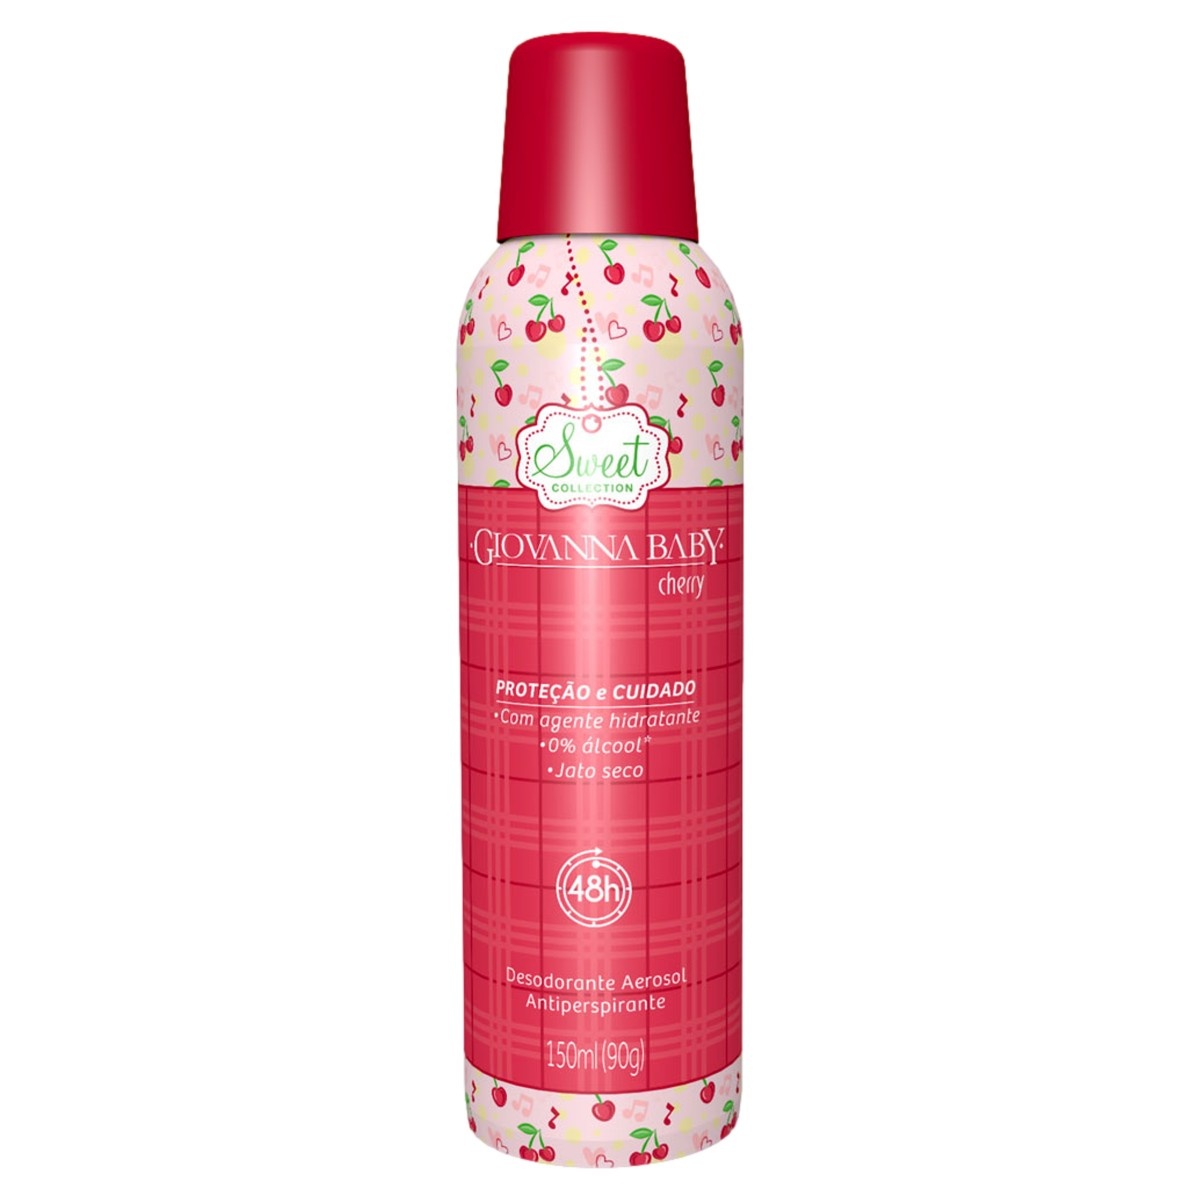 Sweet
COLLECTION
·GIOVANNA BABY·
cherry
PROTEÇÃO e CUIDADO
•Com agente hidratante
•0% álcool*
•Jato seco
48h
Desodorante Aerosol
Antiperspirante
150ml (90g)